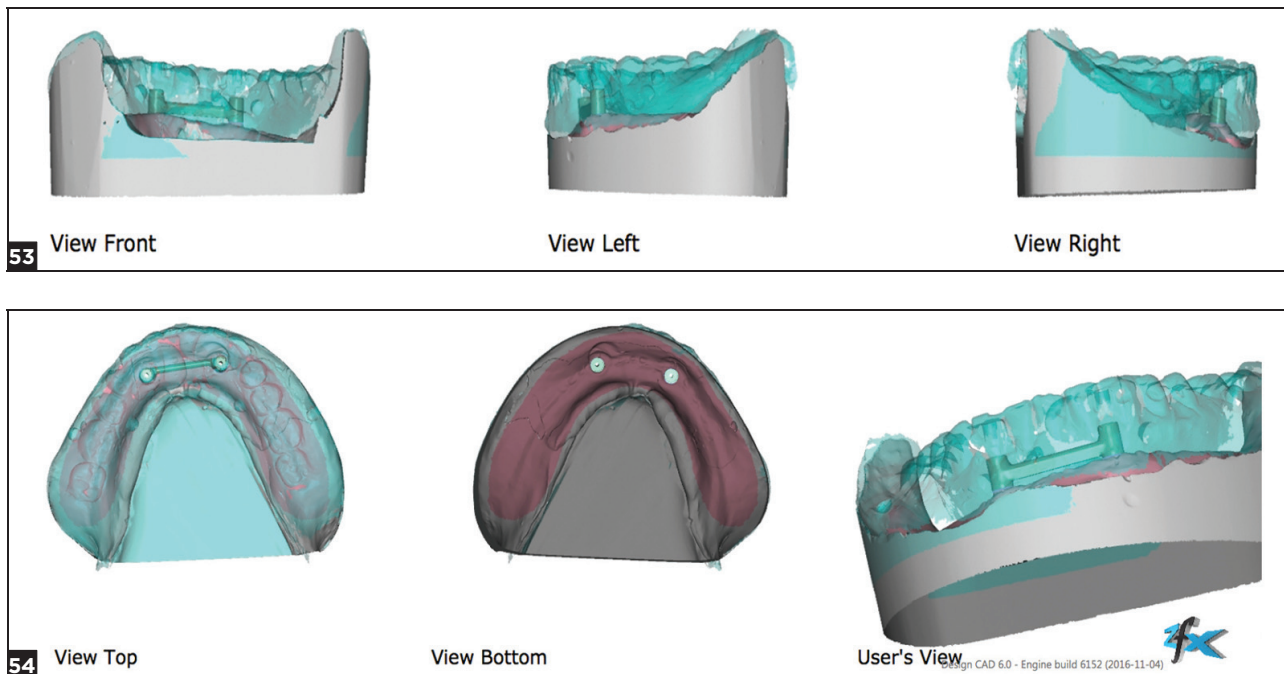 View Front
View Left
View Right
53
View Top
View Bottom
User's View
Design CAD 6.0 - Engine build 6152 (2016-11-04)
zfx
54